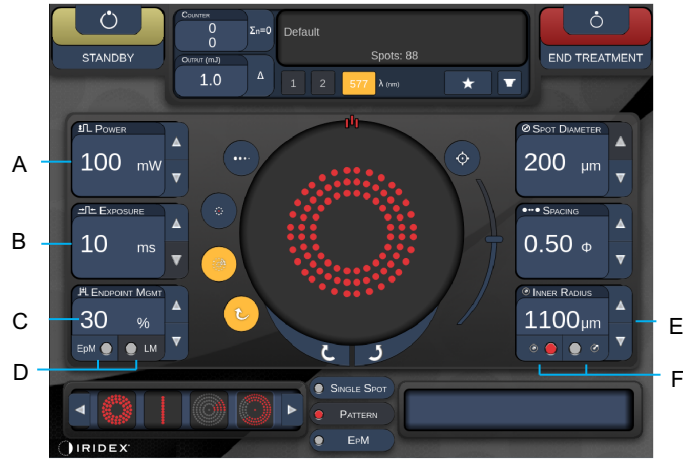 STANDBY
COUNTER
0
0
Σn=0
OUTPUT (mJ)
1.0
Δ
Default
Spots: 88
1 2 577 λ (nm)
END TREATMENT
A
POWER
100 mW
B
EXPOSURE
10 ms
C
ENDPOINT MGMT
30 %
EpM LM
D
SPOT DIAMETER
200 µm
SPACING
0.50 Φ
INNER RADIUS
1100µm
E
F
SINGLE SPOT
PATTERN
EPM
IRIDEX